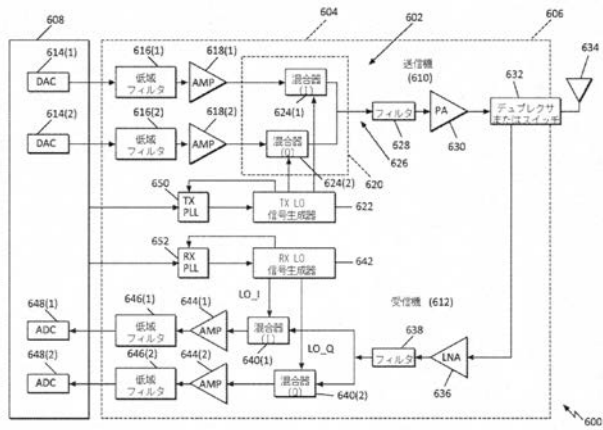 608
604
602
606
614(1)
616(1)
618(1)
DAC
低域
フィルタ
AMP
混合器
(I)
624(1)
送信機
(610)
632
634
614(2)
616(2)
618(2)
フィルタ
628
PA
630
デュプレクサ
またはスイッチ
DAC
低域
フィルタ
AMP
混合器
(Q)
626
624(2)
620
650
TX
PLL
TX LO
信号生成器
622
652
RX
PLL
RX LO
信号生成器
642
648(1)
646(1)
644(1)
LO_I
受信機 (612)
ADC
低域
フィルタ
AMP
混合器
(I)
640(1)
638
フィルタ
LNA
636
648(2)
646(2)
644(2)
LO_Q
ADC
低域
フィルタ
AMP
混合器
(Q)
640(2)
600